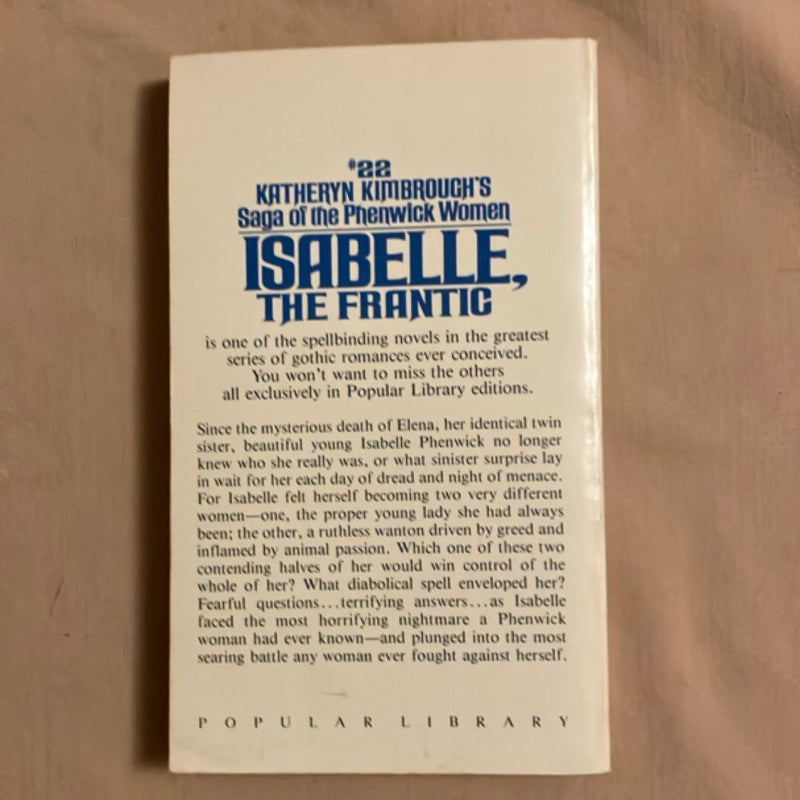 #22
KATHERYN KIMBROUGH'S
Saga of the Phenwick Women
ISABELLE,
THE FRANTIC
is one of the spellbinding novels in the greatest
series of gothic romances ever conceived.
You won't want to miss the others
all exclusively in Popular Library editions.
Since the mysterious death of Elena, her identical twin
sister, beautiful young Isabelle Phenwick no longer
knew who she really was, or what sinister surprise lay
in wait for her each day of dread and night of menace.
For Isabelle felt herself becoming two very different
women—one, the proper young lady she had always
been; the other, a ruthless wanton driven by greed and
inflamed by animal passion. Which one of these two
contending halves of her would win control of the
whole of her? What diabolical spell enveloped her?
Fearful questions...terrifying answers...as Isabelle
faced the most horrifying nightmare a Phenwick
woman had ever known—and plunged into the most
searing battle any woman ever fought against herself.
POPULAR LIBRARY